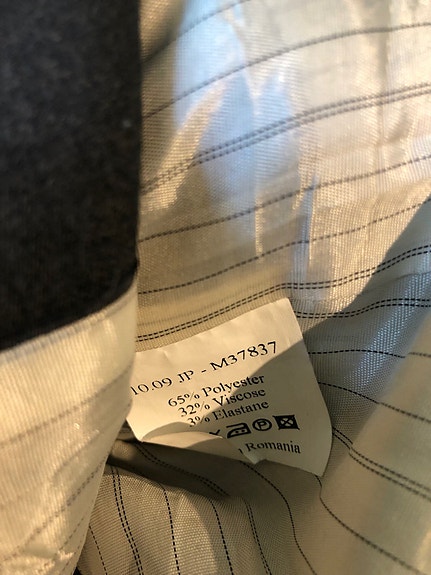 10.09 JP - M37837
65% Polyester
32% Viscose
3% Elastane
P
Romania